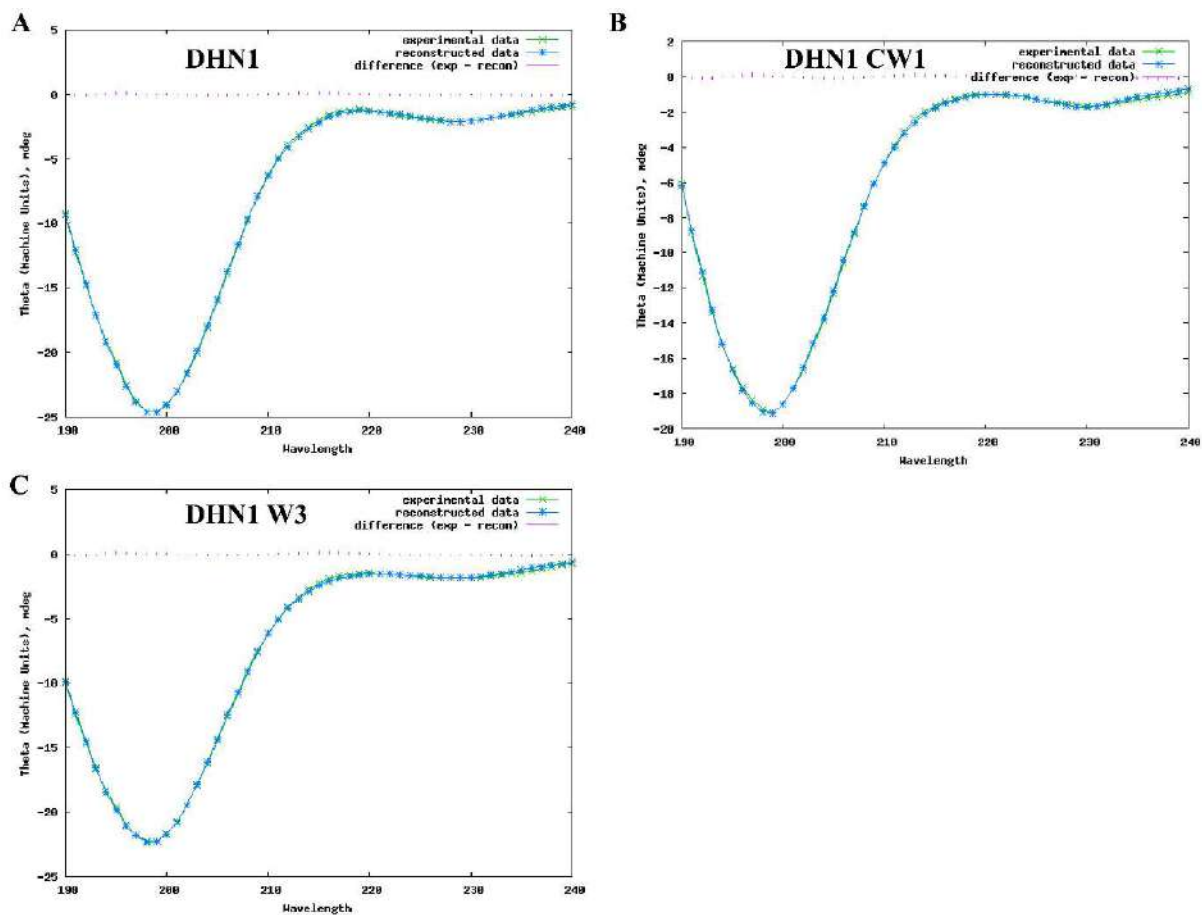 A
DHN1
experimental data
reconstructed data
difference (exp - recon)
5
0
-5
-10
-15
-20
-25
Theta (Machine Units), mdeg
190
200
210
220
230
240
Wavelength
B
DHN1 CW1
experimental data
reconstructed data
difference (exp - recon)
2
0
-2
-4
-6
-8
-10
-12
-14
-16
-18
-20
Theta (Machine Units), mdeg
190
200
210
220
230
240
Wavelength
C
DHN1 W3
experimental data
reconstructed data
difference (exp - recon)
5
0
-5
-10
-15
-20
-25
Theta (Machine Units), mdeg
190
200
210
220
230
240
Wavelength